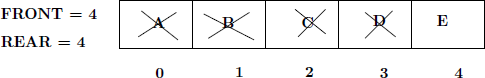 FRONT = 4
REAR = 4
A B C D E
0 1 2 3 4